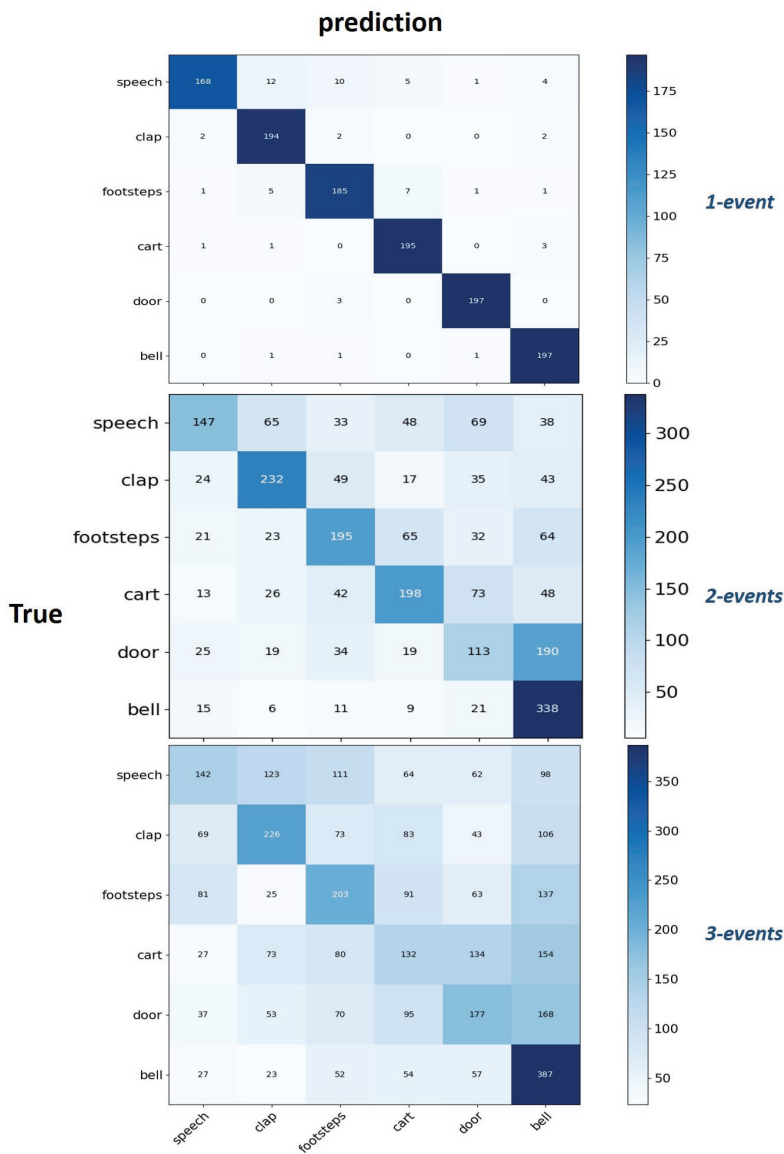 prediction
speech 168 12 10 5 1 4
clap 2 194 2 0 0 2
footsteps 1 5 185 7 1 1
cart 1 1 0 195 0 3
door 0 0 3 0 197 0
bell 0 1 1 0 1 197
175
150
125
100
75
50
25
0
1-event
True
speech 147 65 33 48 69 38
clap 24 232 49 17 35 43
footsteps 21 23 195 65 32 64
cart 13 26 42 198 73 48
door 25 19 34 19 113 190
bell 15 6 11 9 21 338
300
250
200
150
100
50
2-events
speech 142 123 111 64 62 98
clap 69 226 73 83 43 106
footsteps 81 25 203 91 63 137
cart 27 73 80 132 134 154
door 37 53 70 95 177 168
bell 27 23 52 54 57 387
speech clap footsteps cart door bell
350
300
250
200
150
100
50
3-events